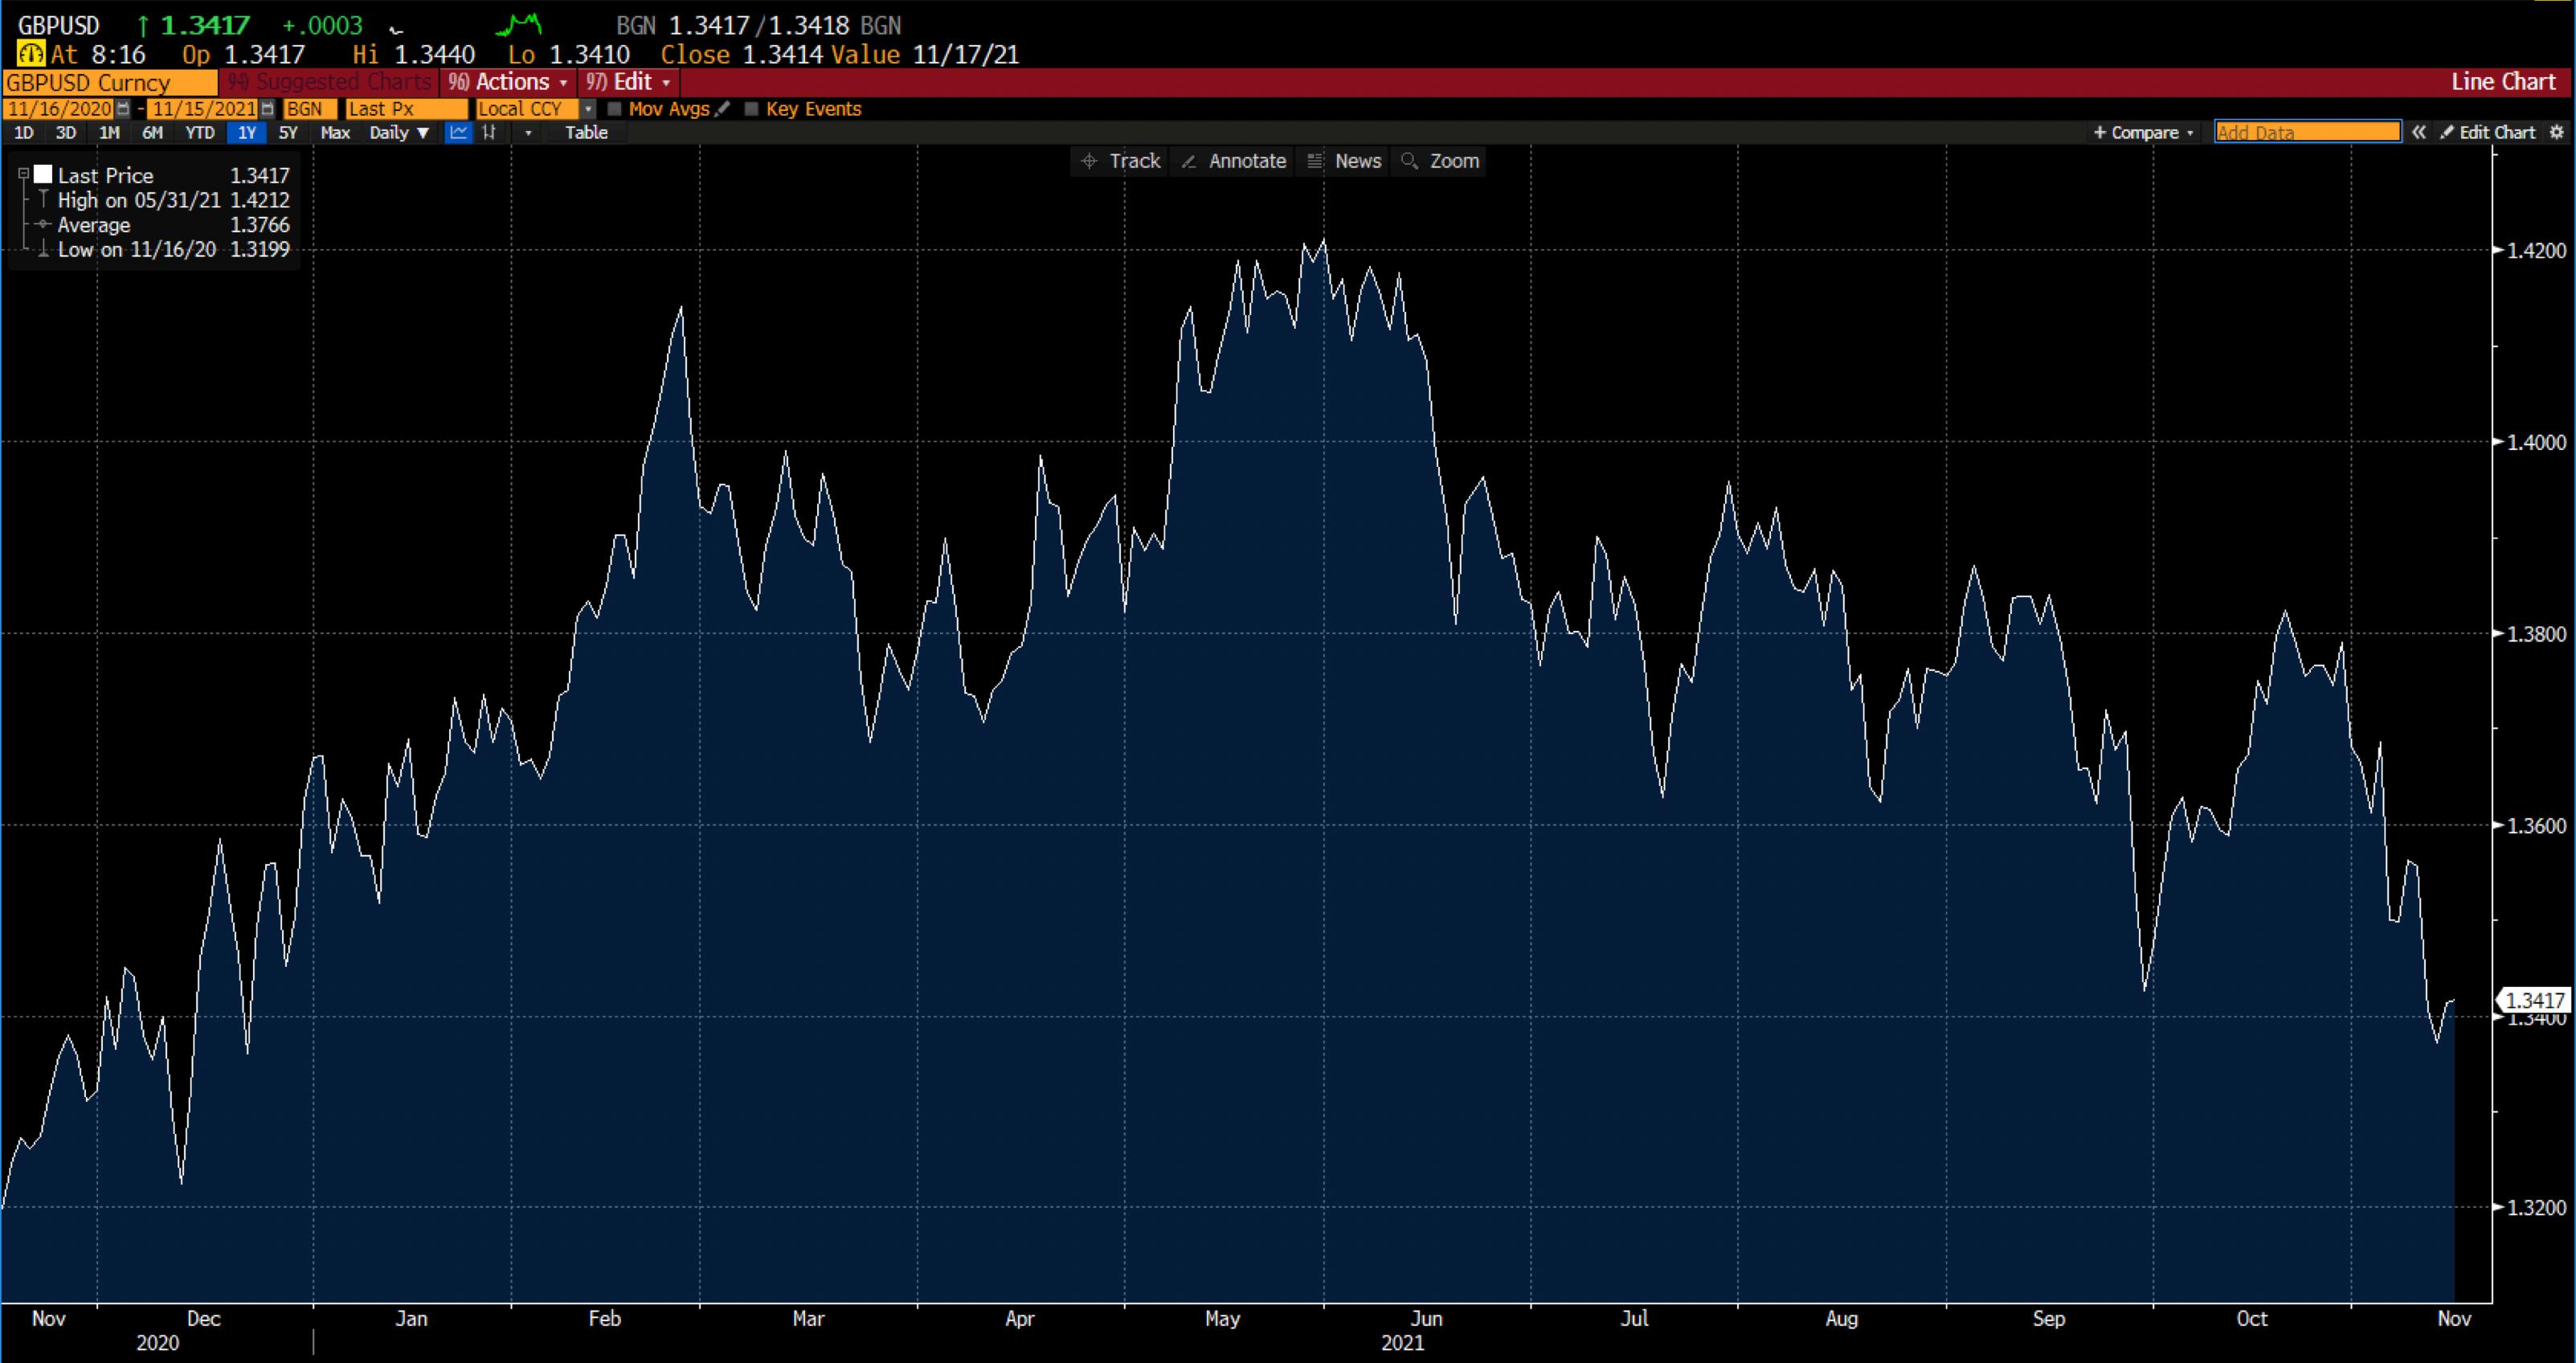 GBPUSD ↑ 1.3417 +.0003 BGN 1.3417/1.3418 BGN
At 8:16 Op 1.3417 Hi 1.3440 Lo 1.3410 Close 1.3414 Value 11/17/21
GBPUSD Curncy 94) Suggested Charts 96) Actions 97) Edit Line Chart
11/16/2020 - 11/15/2021 BGN Last Px Local CCY Mov Avgs Key Events
1D 3D 1M 6M YTD 1Y 5Y Max Daily ▼ Table + Compare Add Data « Edit Chart
Track Annotate News Zoom
Last Price 1.3417
High on 05/31/21 1.4212
Average 1.3766
Low on 11/16/20 1.3199
1.4200
1.4000
1.3800
1.3600
1.3417
1.3400
1.3200
Nov Dec Jan Feb Mar Apr May Jun Jul Aug Sep Oct Nov
2020 2021